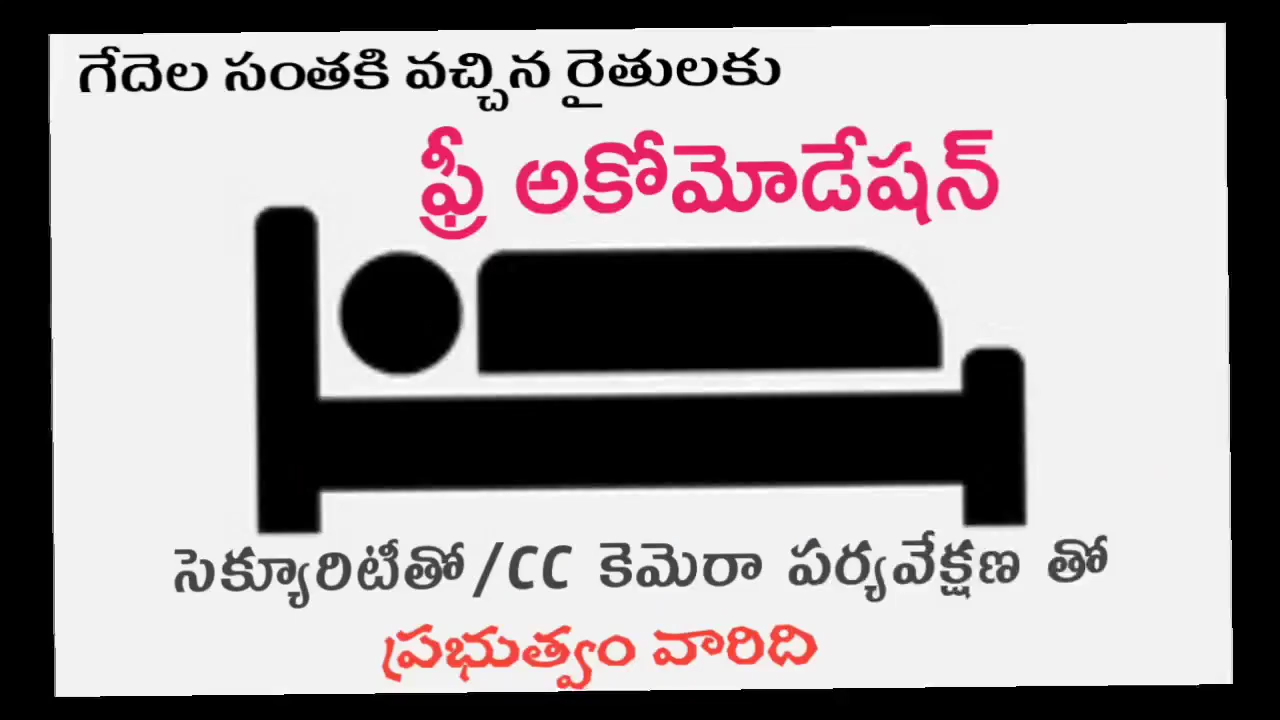 గేదెల సంతకి వచ్చిన రైతులకు
ఫ్రీ అకోమోడేషన్
సెక్యూరిటీతో/CC కెమెరా పర్యవేక్షణ తో
ప్రభుత్వం వారిది